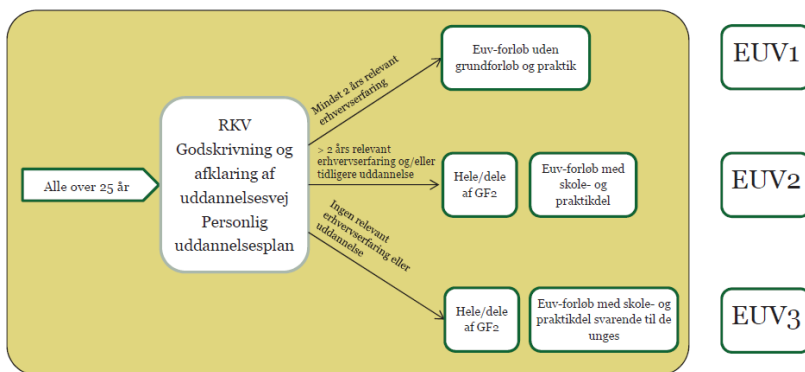 Alle over 25 år
RKV
Godskrivning og
afklaring af
uddannelsesvej
Personlig
uddannelsesplan
Mindst 2 års relevant
erhvervserfaring
Euv-forløb uden
grundforløb og praktik
EUV1
> 2 års relevant
erhvervserfaring og/eller
tidligere uddannelse
Hele/dele
af GF2
Euv-forløb med
skole- og
praktikdel
EUV2
Ingen relevant
erhvervserfaring eller
uddannelse
Hele/dele
af GF2
Euv-forløb med skole- og
praktikdel svarende til de
unges
EUV3